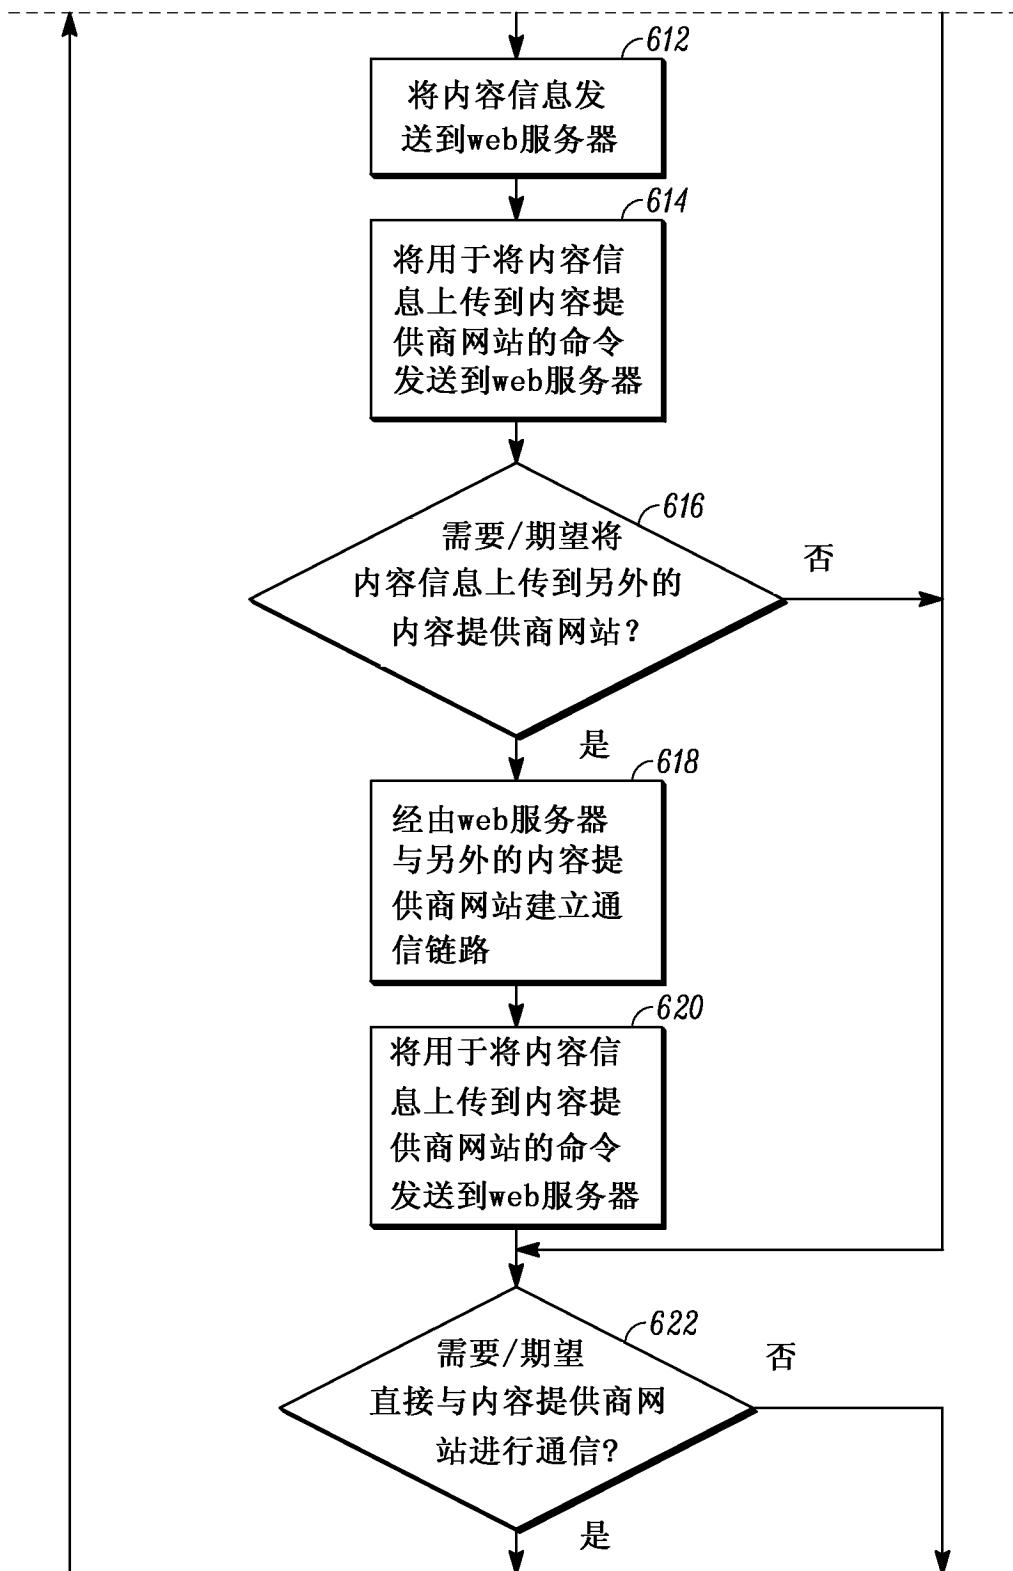 612
将内容信息发
送到web服务器
614
将用于将内容信
息上传到内容提
供商网站的命令
发送到web服务器
616
需要/期望将
内容信息上传到另外的
内容提供商网站？
否
是
618
经由web服务器
与另外的内容提
供商网站建立通
信链路
620
将用于将内容信
息上传到内容提
供商网站的命令
发送到web服务器
622
需要/期望
直接与内容提供商网
站进行通信?
否
是